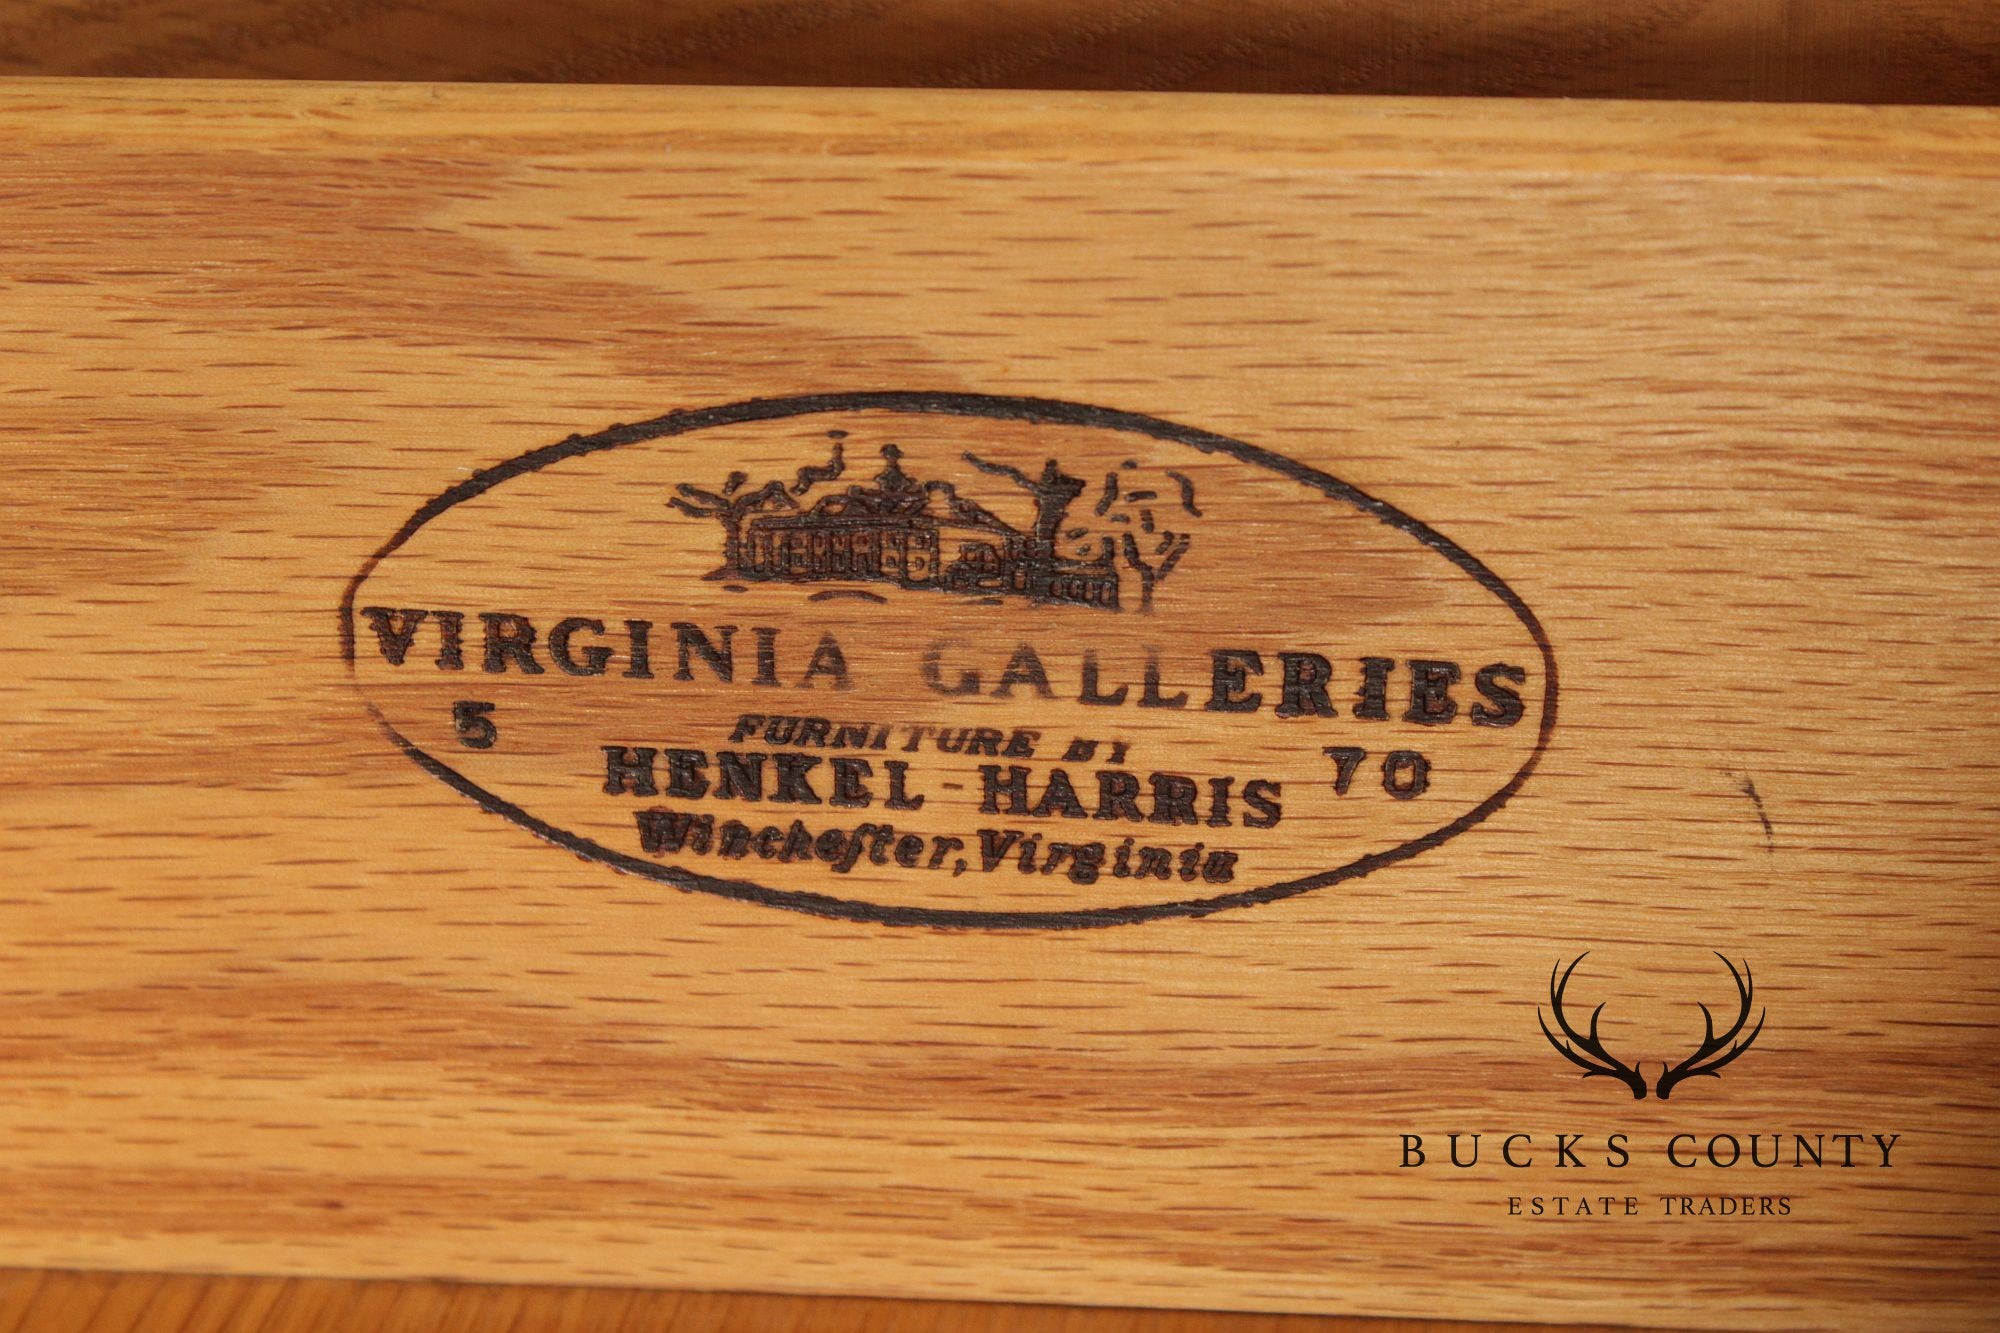 VIRGINIA GALLERIES
5 70
FURNITURE BY
HENKEL-HARRIS
Wincheſter, Virginia
BUCKS COUNTY
ESTATE TRADERS